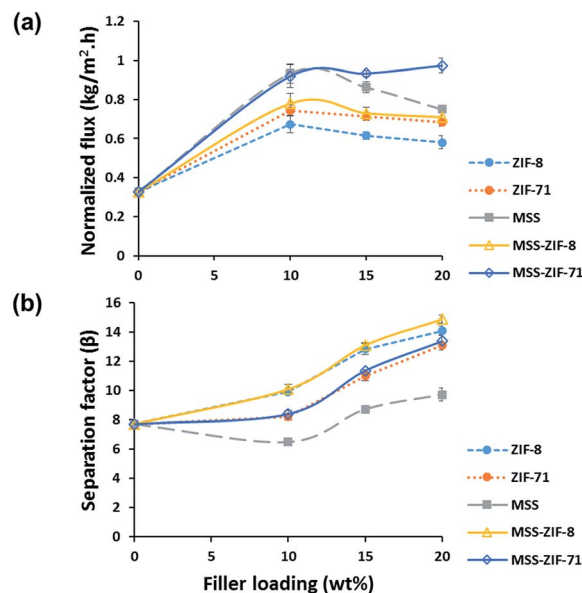 (a)
Normalized flux (kg/m².h)
1.2
1
0.8
0.6
0.4
0.2
0
0
5
10
15
20
ZIF-8
ZIF-71
MSS
MSS-ZIF-8
MSS-ZIF-71
(b)
Separation factor (β)
16
14
12
10
8
6
4
2
0
0
5
10
15
20
Filler loading (wt%)
ZIF-8
ZIF-71
MSS
MSS-ZIF-8
MSS-ZIF-71